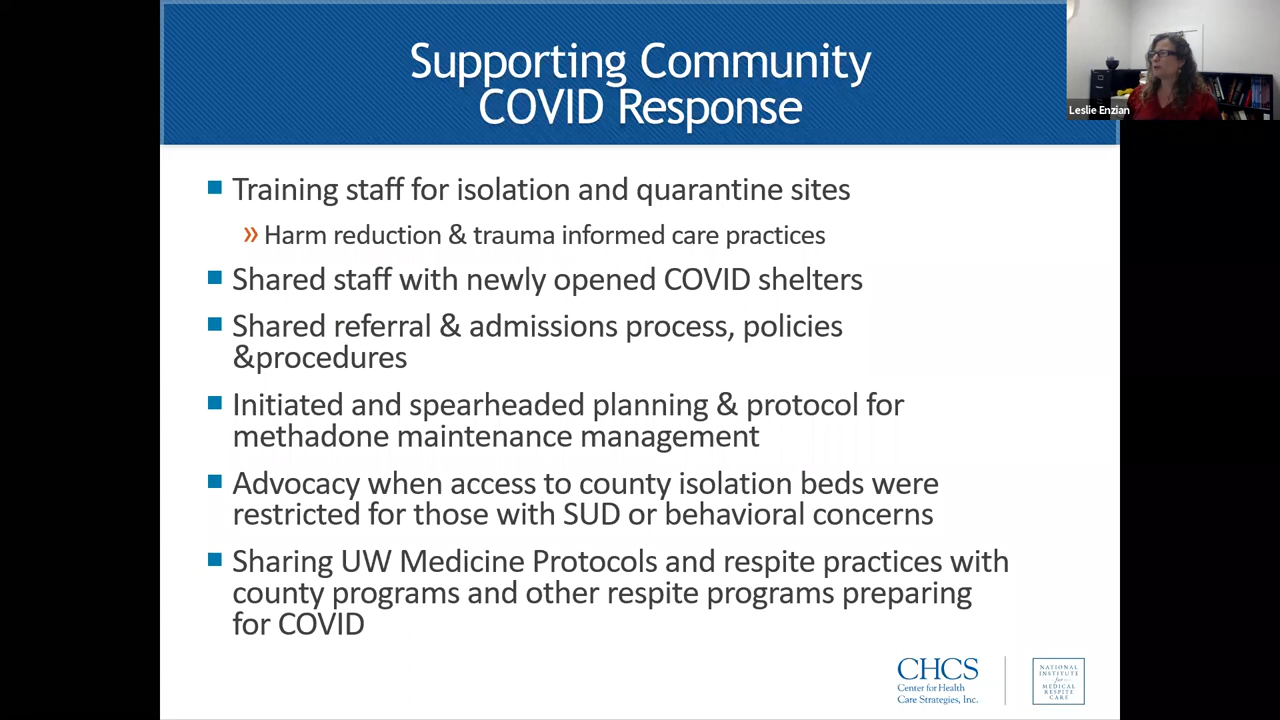 Supporting Community
COVID Response
Leslie Enzian
Training staff for isolation and quarantine sites
» Harm reduction & trauma informed care practices
Shared staff with newly opened COVID shelters
Shared referral & admissions process, policies
&procedures
Initiated and spearheaded planning & protocol for
methadone maintenance management
Advocacy when access to county isolation beds were
restricted for those with SUD or behavioral concerns
Sharing UW Medicine Protocols and respite practices with
county programs and other respite programs preparing
for COVID
CHCS
Center for Health
Care Strategies, Inc.
NATIONAL
INSTITUTE
for
MEDICAL
RESPITE
CARE